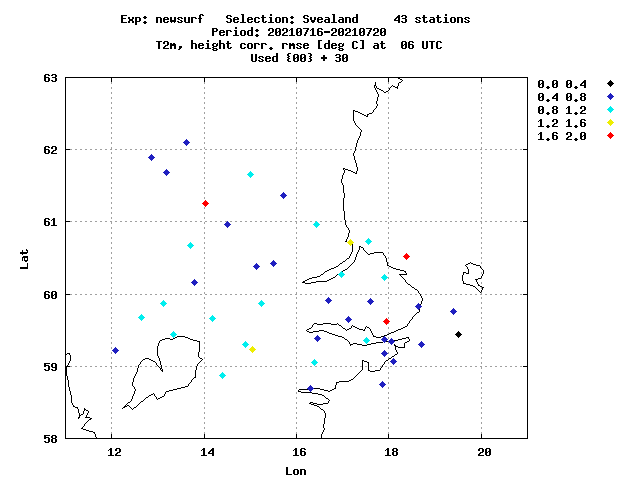 Exp: newsurf Selection: Svealand 43 stations
Period: 20210716-20210720
T2m, height corr. rmse [deg C] at 06 UTC
Used {00} + 30
63
62
61
60
59
58
Lat
12 14 16 18 20
Lon
0.0 0.4
0.4 0.8
0.8 1.2
1.2 1.6
1.6 2.0